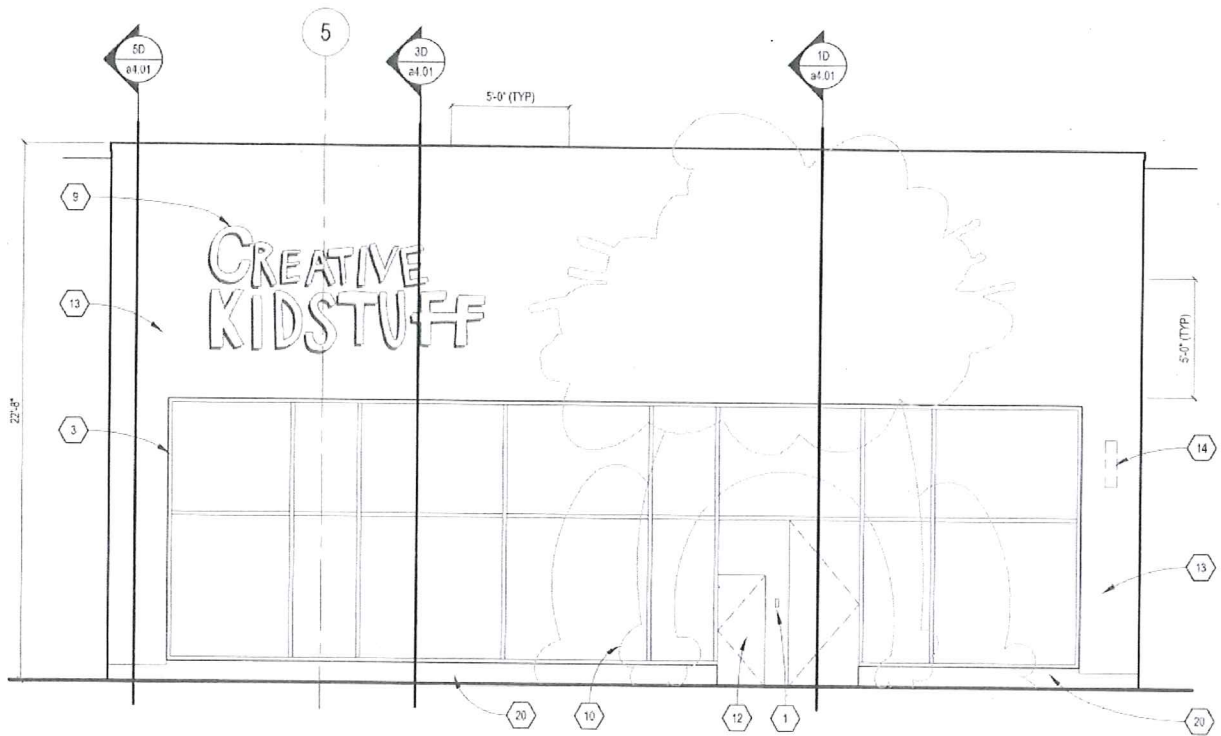 5
5D
a4.01
3D
a4.01
1D
a4.01
5'-0" (TYP)
9
CREATIVE
KIDSTUFF
13
5'-0" (TYP)
22'-8"
3
14
13
20
10
12
1
20